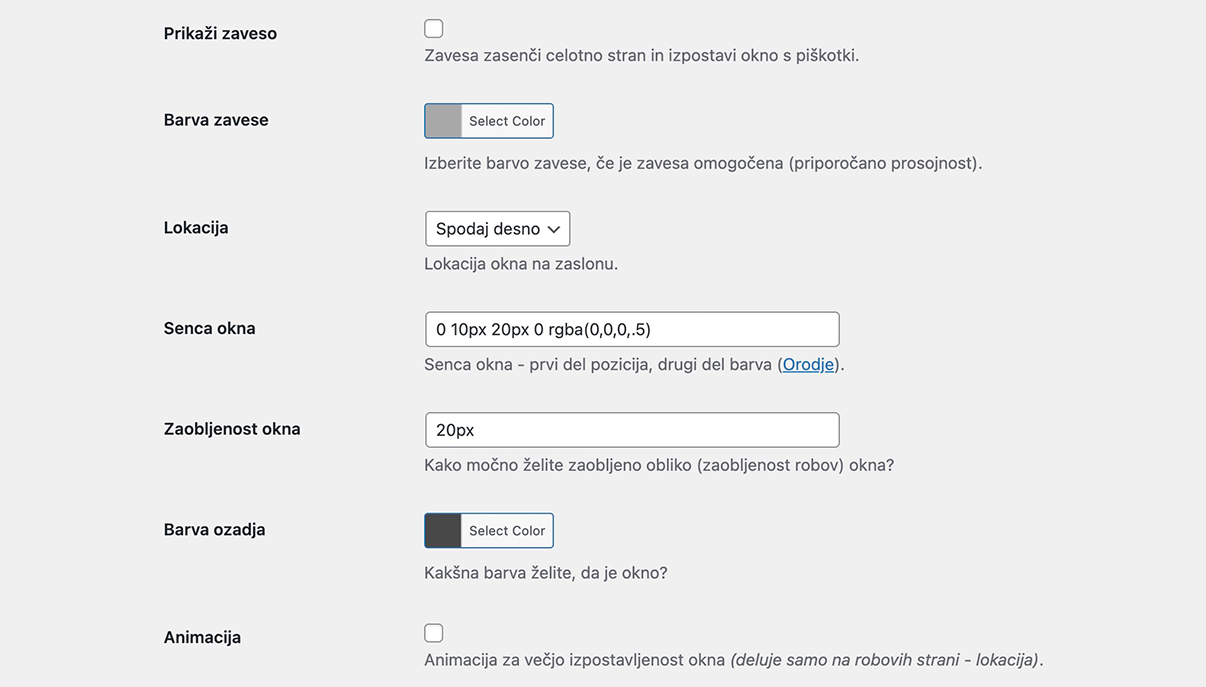 Prikaži zaveso
Zavesa zasenči celotno stran in izpostavi okno s piškotki.
Barva zavese
Select Color
Izberite barvo zavese, če je zavesa omogočena (priporočano prosojnost).
Lokacija
Spodaj desno
Lokacija okna na zaslonu.
Senca okna
0 10px 20px 0 rgba(0,0,0,.5)
Senca okna - prvi del pozicija, drugi del barva (Orodje).
Zaobljenost okna
20px
Kako močno želite zaobljeno obliko (zaobljenost robov) okna?
Barva ozadja
Select Color
Kakšna barva želite, da je okno?
Animacija
Animacija za večjo izpostavljenost okna (deluje samo na robovih strani - lokacija).